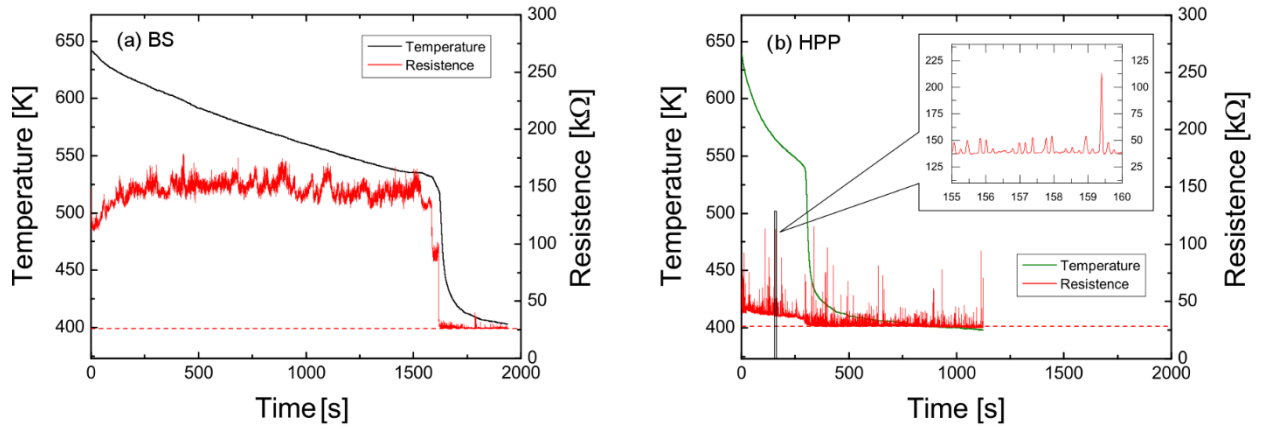 (a) BS
Temperature
Resistence
Temperature [K]
650
600
550
500
450
400
Resistence [kΩ]
300
250
200
150
100
50
0
0 500 1000 1500 2000
Time [s]
(b) HPP
Temperature [K]
650
600
550
500
450
400
225
200
175
150
125
125
100
75
50
25
155 156 157 158 159 160
Temperature
Resistence
Resistence [kΩ]
300
250
200
150
100
50
0
0 500 1000 1500 2000
Time [s]